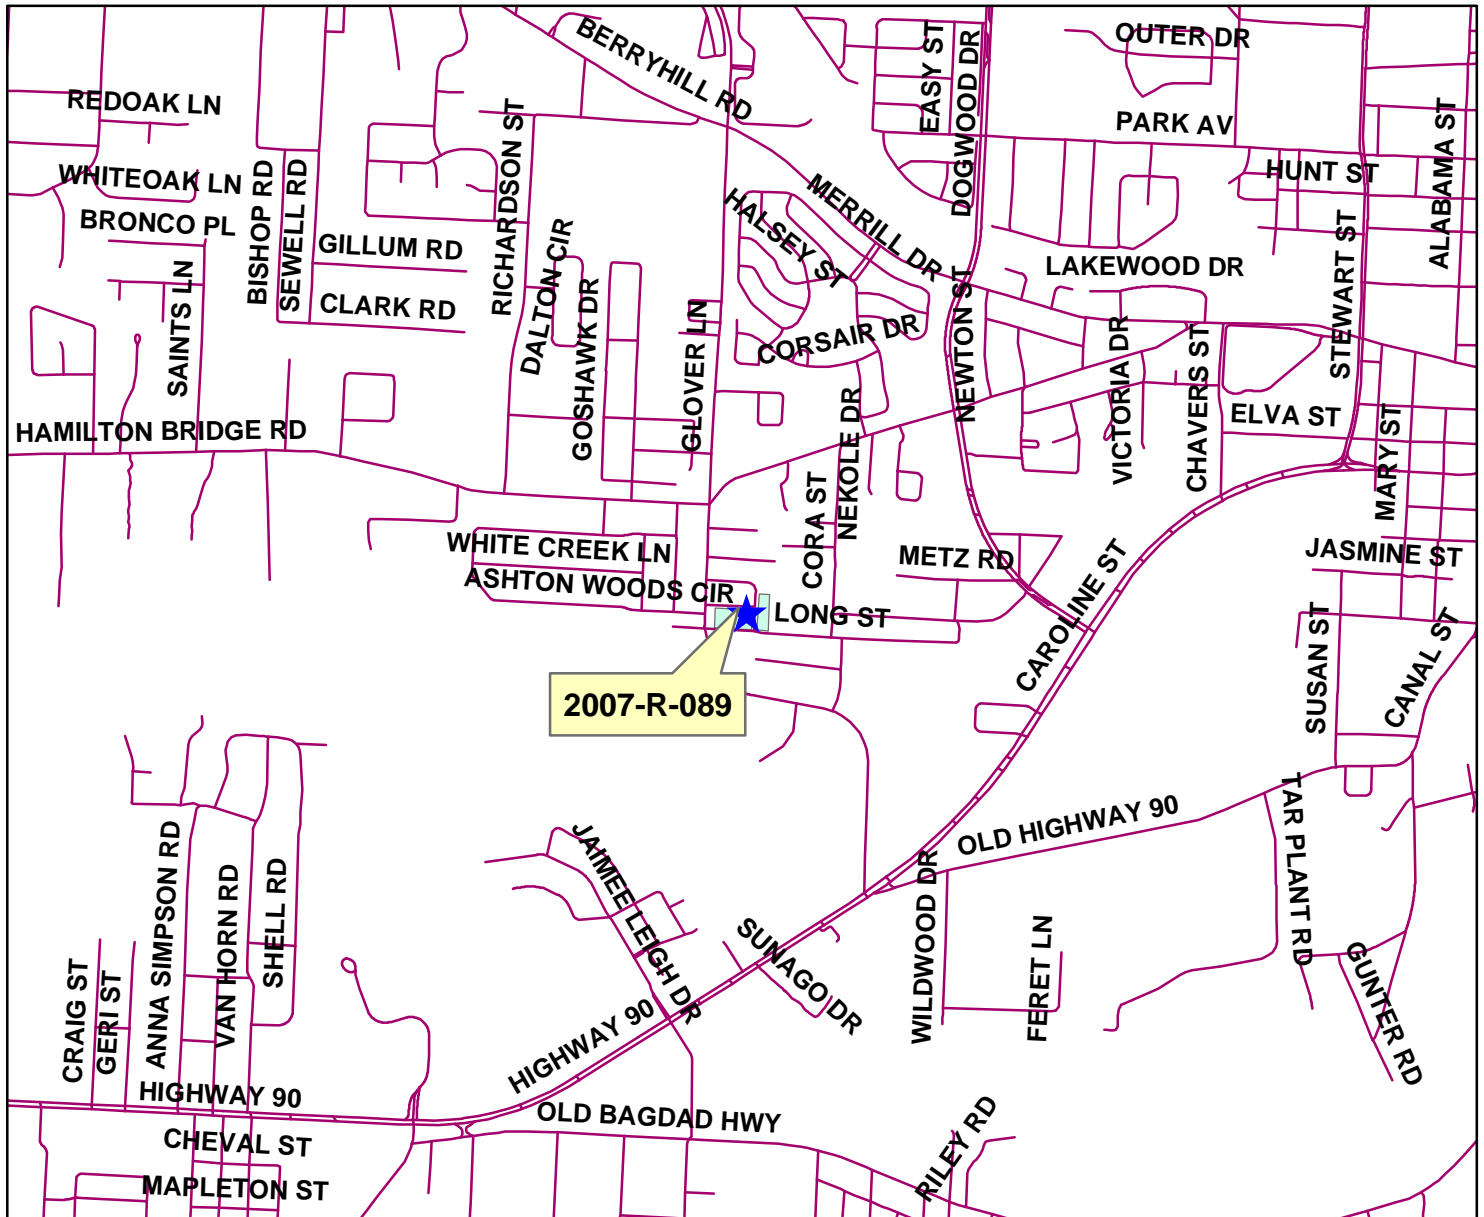 BERRYHILL RD
EASY ST
DOGWOOD DR
OUTER DR
REDOAK LN
PARK AV
ALABAMA ST
RICHARDSON ST
WHITEOAK LN
HUNT ST
BRONCO PL
BISHOP RD
SEWELL RD
GILLUM RD
MERRILL DR
HALSEY ST
LAKEWOOD DR
STEWART ST
SAINTS LN
CLARK RD
DALTON CIR
GOSHAWK DR
GLOVER LN
CORSAIR DR
NEWTON ST
VICTORIA DR
CHAVERS ST
ELVA ST
MARY ST
HAMILTON BRIDGE RD
NEKOLE DR
CORA ST
WHITE CREEK LN
METZ RD
JASMINE ST
ASHTON WOODS CIR
LONG ST
CAROLINE ST
SUSAN ST
CANAL ST
2007-R-089
OLD HIGHWAY 90
TAR PLANT RD
JAIMEE LEIGH DR
ANNA SIMPSON RD
VAN HORN RD
SHELL RD
SUNAGO DR
WILDWOOD DR
FERET LN
GUNTER RD
CRAIG ST
GERI ST
HIGHWAY 90
HIGHWAY 90
OLD BAGDAD HWY
CHEVAL ST
RILEY RD
MAPLETON ST